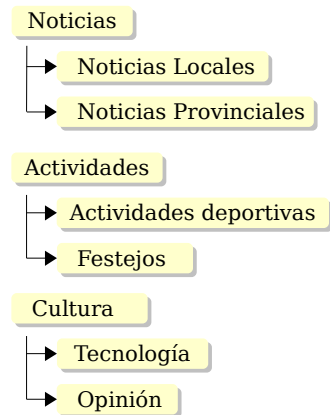 Noticias
Noticias Locales
Noticias Provinciales
Actividades
Actividades deportivas
Festejos
Cultura
Tecnología
Opinión